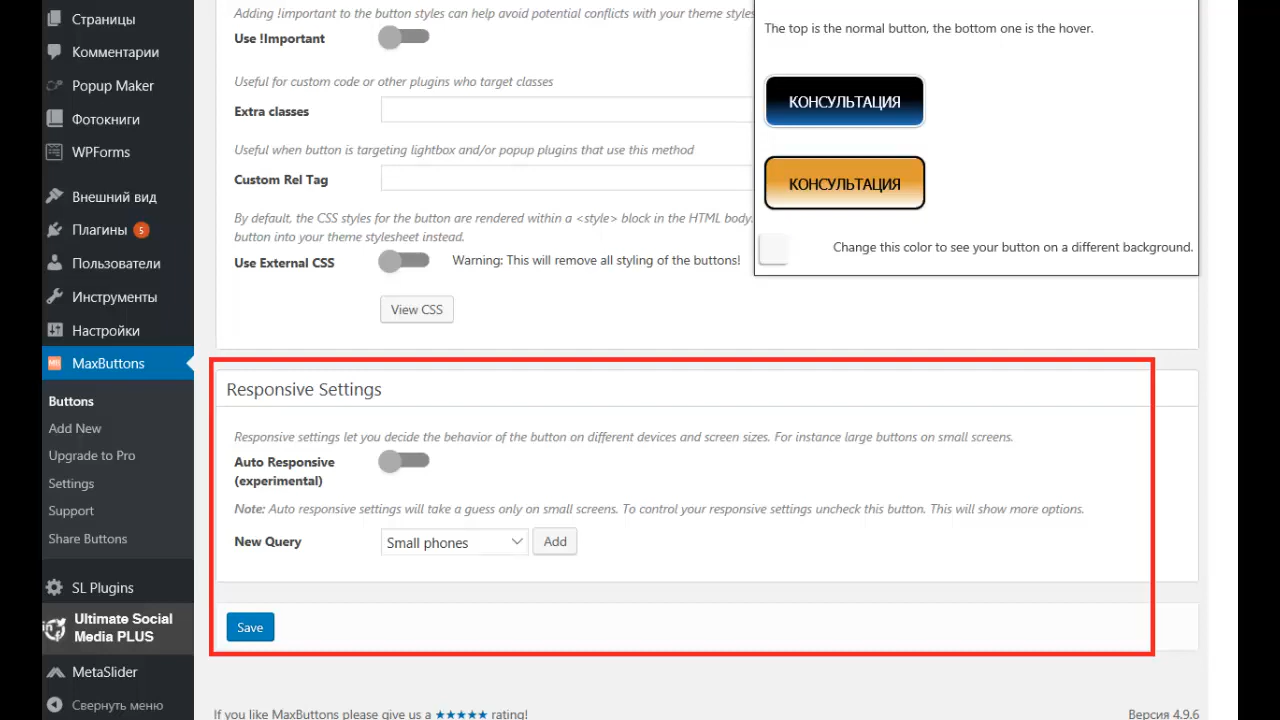 Страницы
Комментарии
Popup Maker
Фотокниги
WPForms
Внешний вид
Плагины 5
Пользователи
Инструменты
Настройки
MaxButtons
Buttons
Add New
Upgrade to Pro
Settings
Support
Share Buttons
SL Plugins
Ultimate Social
Media PLUS
MetaSlider
Свернуть меню
Adding !important to the button styles can help avoid potential conflicts with your theme styles
Use !Important
Useful for custom code or other plugins who target classes
Extra classes
Useful when button is targeting lightbox and/or popup plugins that use this method
Custom Rel Tag
By default, the CSS styles for the button are rendered within a <style> block in the HTML body.
button into your theme stylesheet instead.
Use External CSS
Warning: This will remove all styling of the buttons!
View CSS
The top is the normal button, the bottom one is the hover.
КОНСУЛЬТАЦИЯ
КОНСУЛЬТАЦИЯ
Change this color to see your button on a different background.
Responsive Settings
Responsive settings let you decide the behavior of the button on different devices and screen sizes. For instance large buttons on small screens.
Auto Responsive
(experimental)
Note: Auto responsive settings will take a guess only on small screens. To control your responsive settings uncheck this button. This will show more options.
New Query
Small phones
Add
Save
If you like MaxButtons please give us a ★★★★★ rating!
Версия 4.9.6